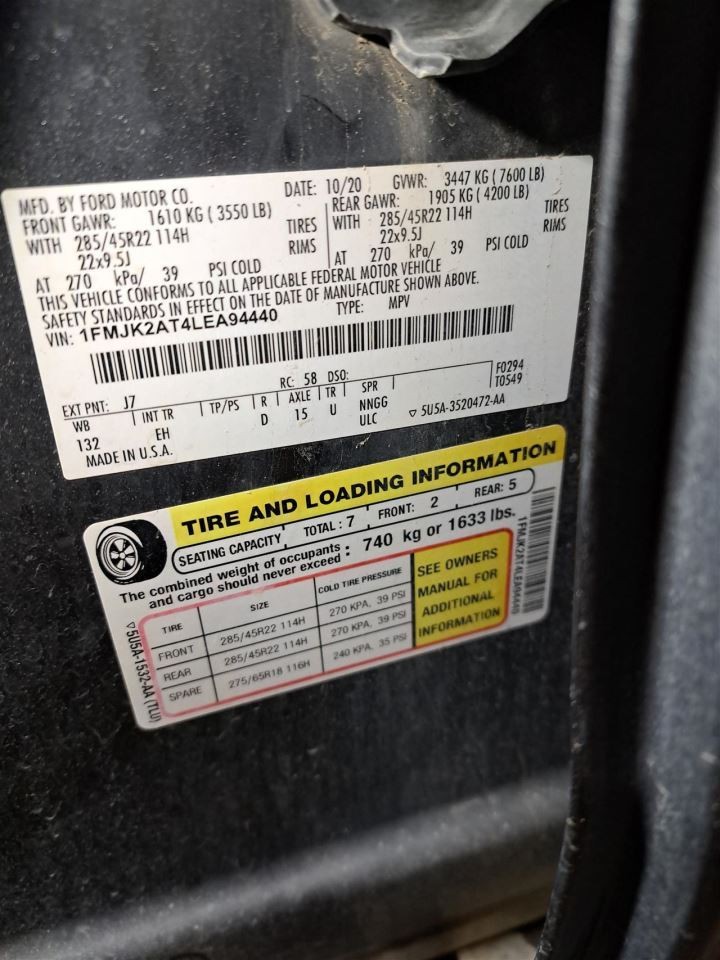 MFD. BY FORD MOTOR CO. DATE: 10/20 GVWR: 3447 KG (7600 LB)
FRONT GAWR: 1610 KG (3550 LB) REAR GAWR: 1905 KG (4200 LB)
WITH 285/45R22 114H TIRES WITH 285/45R22 114H TIRES
22x9.5J RIMS 22x9.5J RIMS
AT 270 kPa/ 39 PSI COLD AT 270 kPa/ 39 PSI COLD
THIS VEHICLE CONFORMS TO ALL APPLICABLE FEDERAL MOTOR VEHICLE
SAFETY STANDARDS IN EFFECT ON THE DATE OF MANUFACTURE SHOWN ABOVE.
VIN: 1FMJK2AT4LEA94440 TYPE: MPV
EXT PNT: J7 RC: 58 DSO: F0294
WB INT TR TP/PS R AXLE TR SPR T0549
132 EH D 15 U NNGG
ULC ▽ 5U5A-3520472-AA
MADE IN U.S.A.
TIRE AND LOADING INFORMATION
SEATING CAPACITY TOTAL : 7 FRONT: 2 REAR: 5
The combined weight of occupants
and cargo should never exceed : 740 kg or 1633 lbs.
TIRE SIZE COLD TIRE PRESSURE
FRONT 285/45R22 114H 270 KPA, 39 PSI
REAR 285/45R22 114H 270 KPA, 39 PSI
SPARE 275/65R18 116H 240 KPA, 35 PSI
SEE OWNERS
MANUAL FOR
ADDITIONAL
INFORMATION
▽5U5A-1532-AA (TLU)
1FMJK2AT4LEA94440